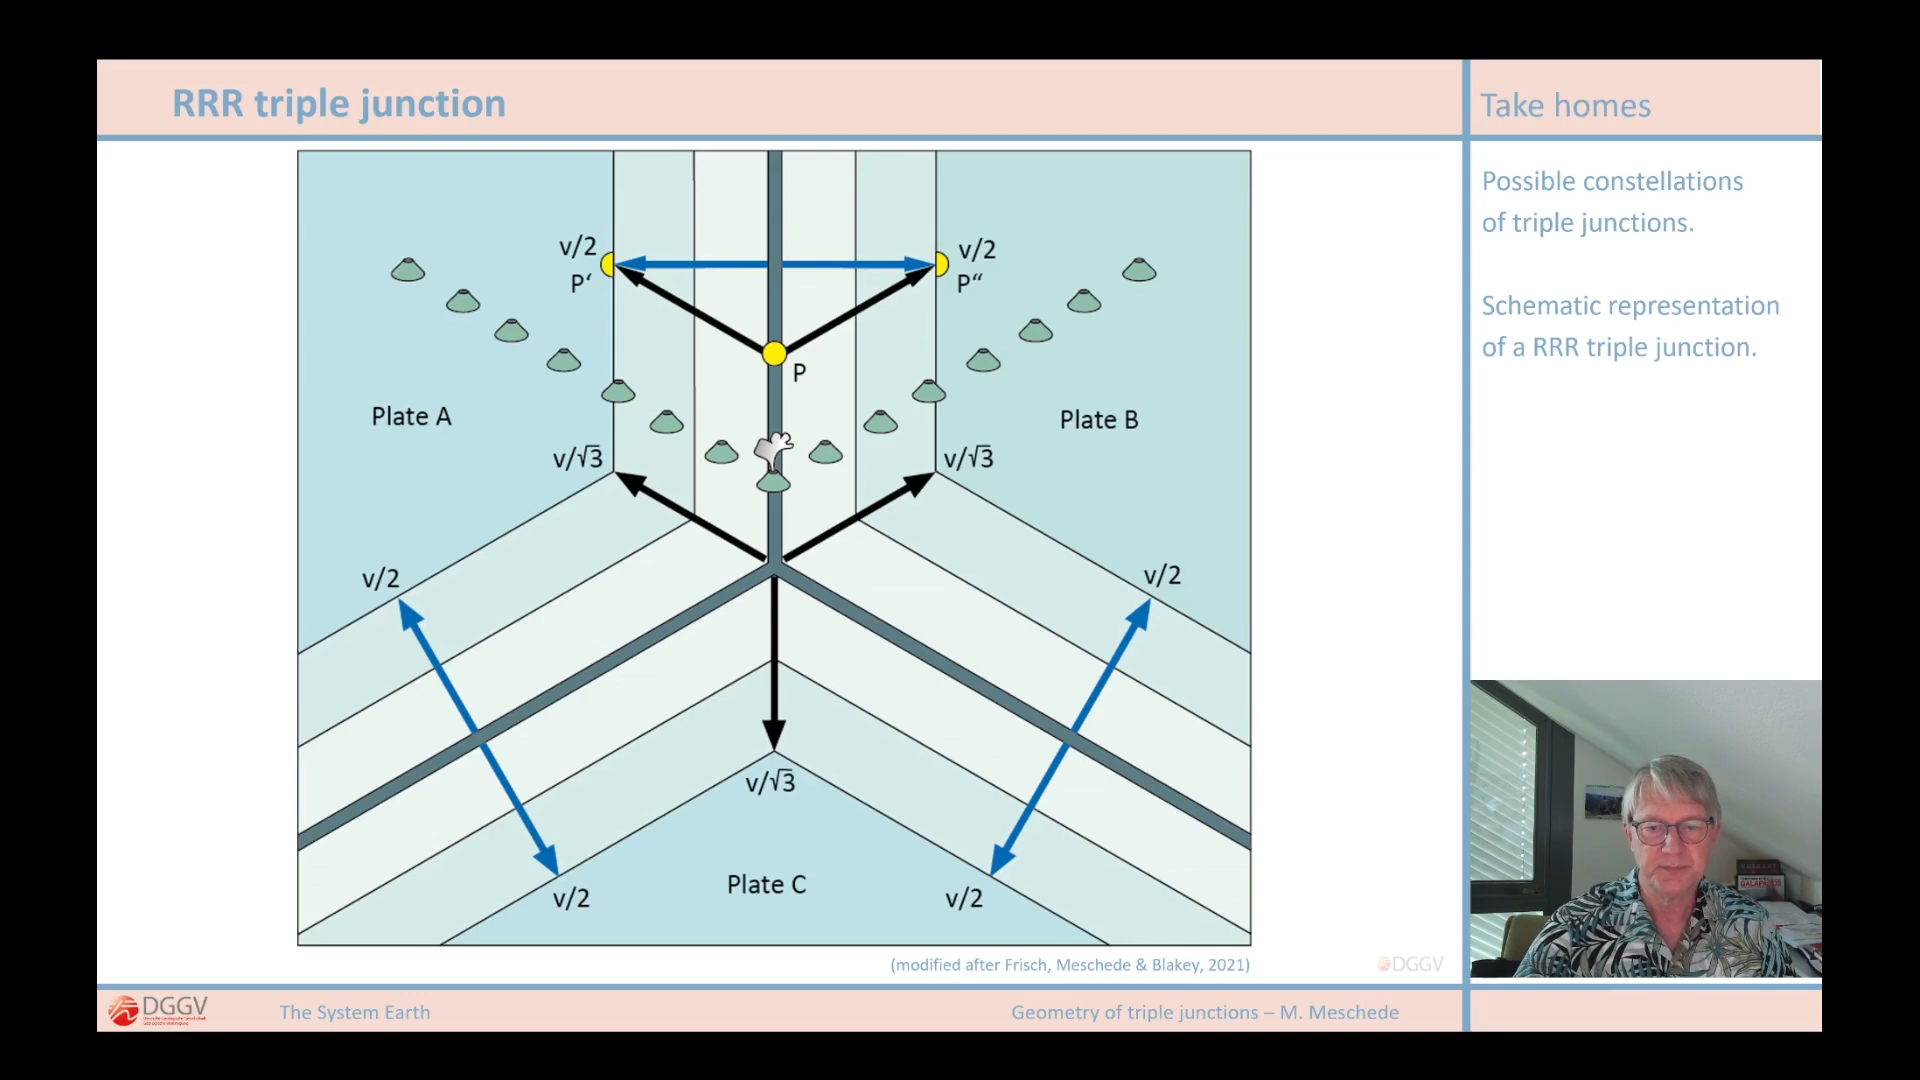 RRR triple junction
Take homes
Possible constellations
of triple junctions.
Schematic representation
of a RRR triple junction.
v/2
v/2
P‘
P“
P
Plate A
Plate B
v/√3
v/√3
v/2
v/2
v/√3
Plate C
v/2
v/2
(modified after Frisch, Meschede & Blakey, 2021)
DGGV
DGGV
The System Earth
Geometry of triple junctions – M. Meschede
GALAPAGOS